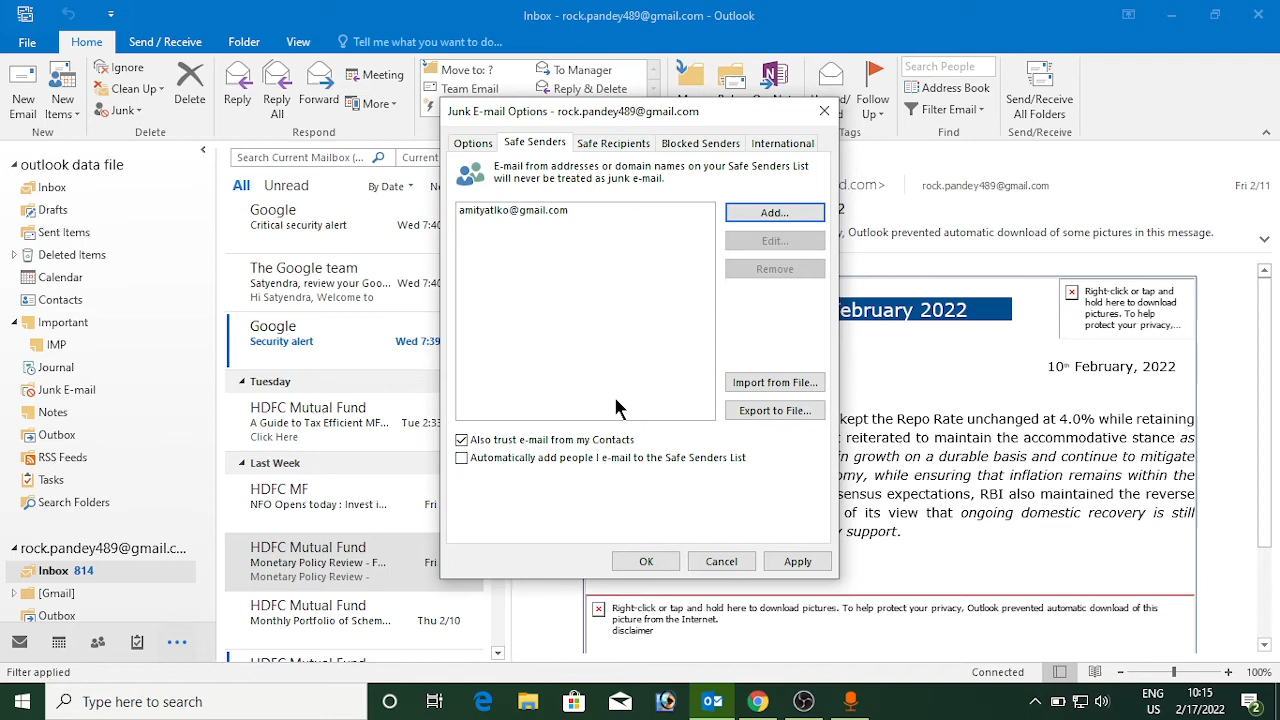 Inbox - rock.pandey489@gmail.com - Outlook
File
Home
Send / Receive
Folder
View
Tell me what you want to do...
New
Email
New
Items
Ignore
Clean Up
Junk
Delete
Reply
Reply
All
Forward
Meeting
More
Move to: ?
Team Email
To Manager
Reply & Delete
Follow
Up
Search People
Address Book
Filter Email
Send/Receive
All Folders
New
Delete
Respond
Tags
Find
Send/Receive
outlook data file
Inbox
Drafts
Sent Items
Deleted Items
Calendar
Contacts
Important
IMP
Journal
Junk E-mail
Notes
Outbox
RSS Feeds
Tasks
Search Folders
rock.pandey489@gmail.c...
Inbox 814
[Gmail]
Outbox
Search Current Mailbox (...
Current
All
Unread
By Date
Ne
Google
Critical security alert
Wed 7:40
The Google team
Satyendra, review your Goo...
Wed 7:40
Hi Satyendra, Welcome to
Google
Security alert
Wed 7:39
Tuesday
HDFC Mutual Fund
A Guide to Tax Efficient MF...
Tue 2:33
Click Here
Last Week
HDFC MF
NFO Opens today : Invest i...
Fri
HDFC Mutual Fund
Monetary Policy Review - F...
Fri
Monetary Policy Review -
HDFC Mutual Fund
Monthly Portfolio of Schem...
Thu 2/10
Junk E-mail Options - rock.pandey489@gmail.com
Options
Safe Senders
Safe Recipients
Blocked Senders
International
E-mail from addresses or domain names on your Safe Senders List
will never be treated as junk e-mail.
amityatlko@gmail.com
Add...
Edit...
Remove
Import from File...
Export to File...
Also trust e-mail from my Contacts
Automatically add people I e-mail to the Safe Senders List
OK
Cancel
Apply
d.com>
rock.pandey489@gmail.com
Fri 2/11
2
y, Outlook prevented automatic download of some pictures in this message.
ebruary 2022
Right-click or tap and
hold here to download
pictures. To help
protect your privacy,...
10th February, 2022
kept the Repo Rate unchanged at 4.0% while retaining
t reiterated to maintain the accommodative stance as
in growth on a durable basis and continue to mitigate
omy, while ensuring that inflation remains within the
sensus expectations, RBI also maintained the reverse
of its view that ongoing domestic recovery is still
y support.
Right-click or tap and hold here to download pictures. To help protect your privacy, Outlook prevented automatic download of this
picture from the Internet.
disclaimer
Filter applied
Connected
100%
Type here to search
ENG
US
10:15
2/17/2022
2